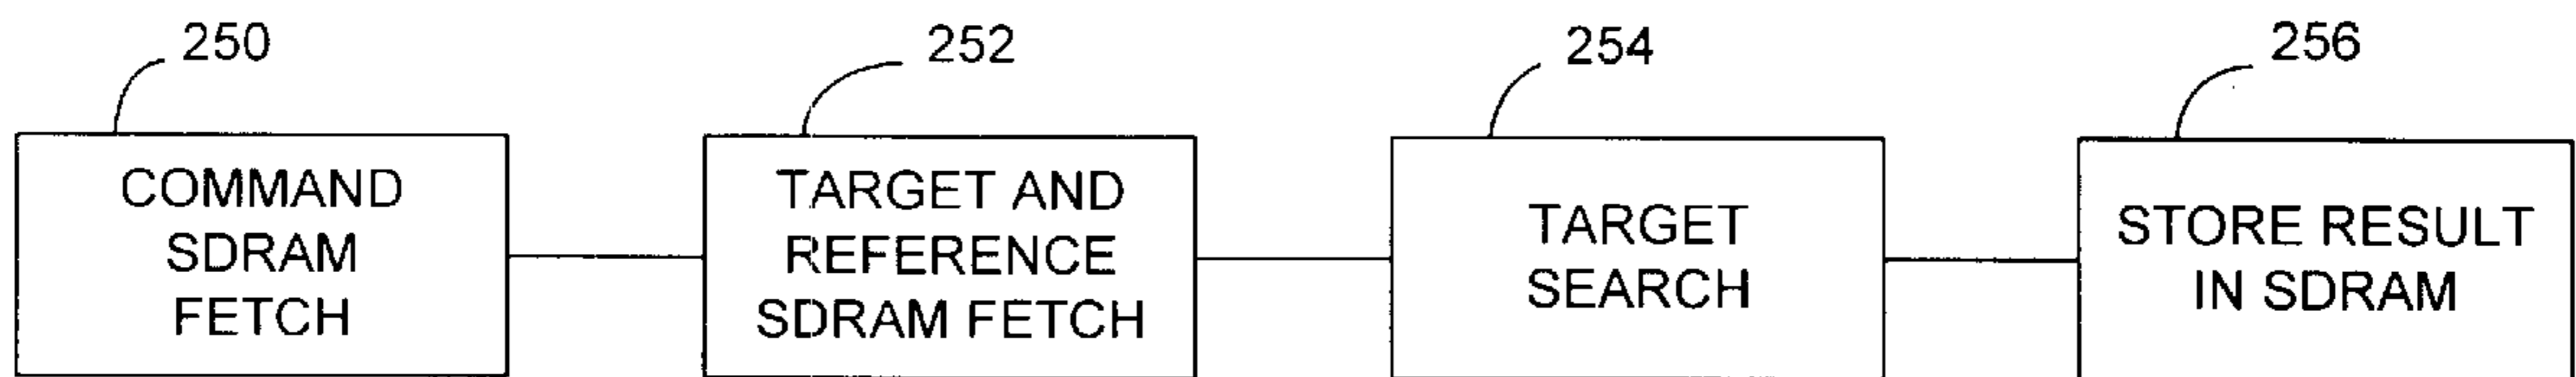 250
252
254
256
COMMAND
SDRAM
FETCH
TARGET AND
REFERENCE
SDRAM FETCH
TARGET
SEARCH
STORE RESULT
IN SDRAM